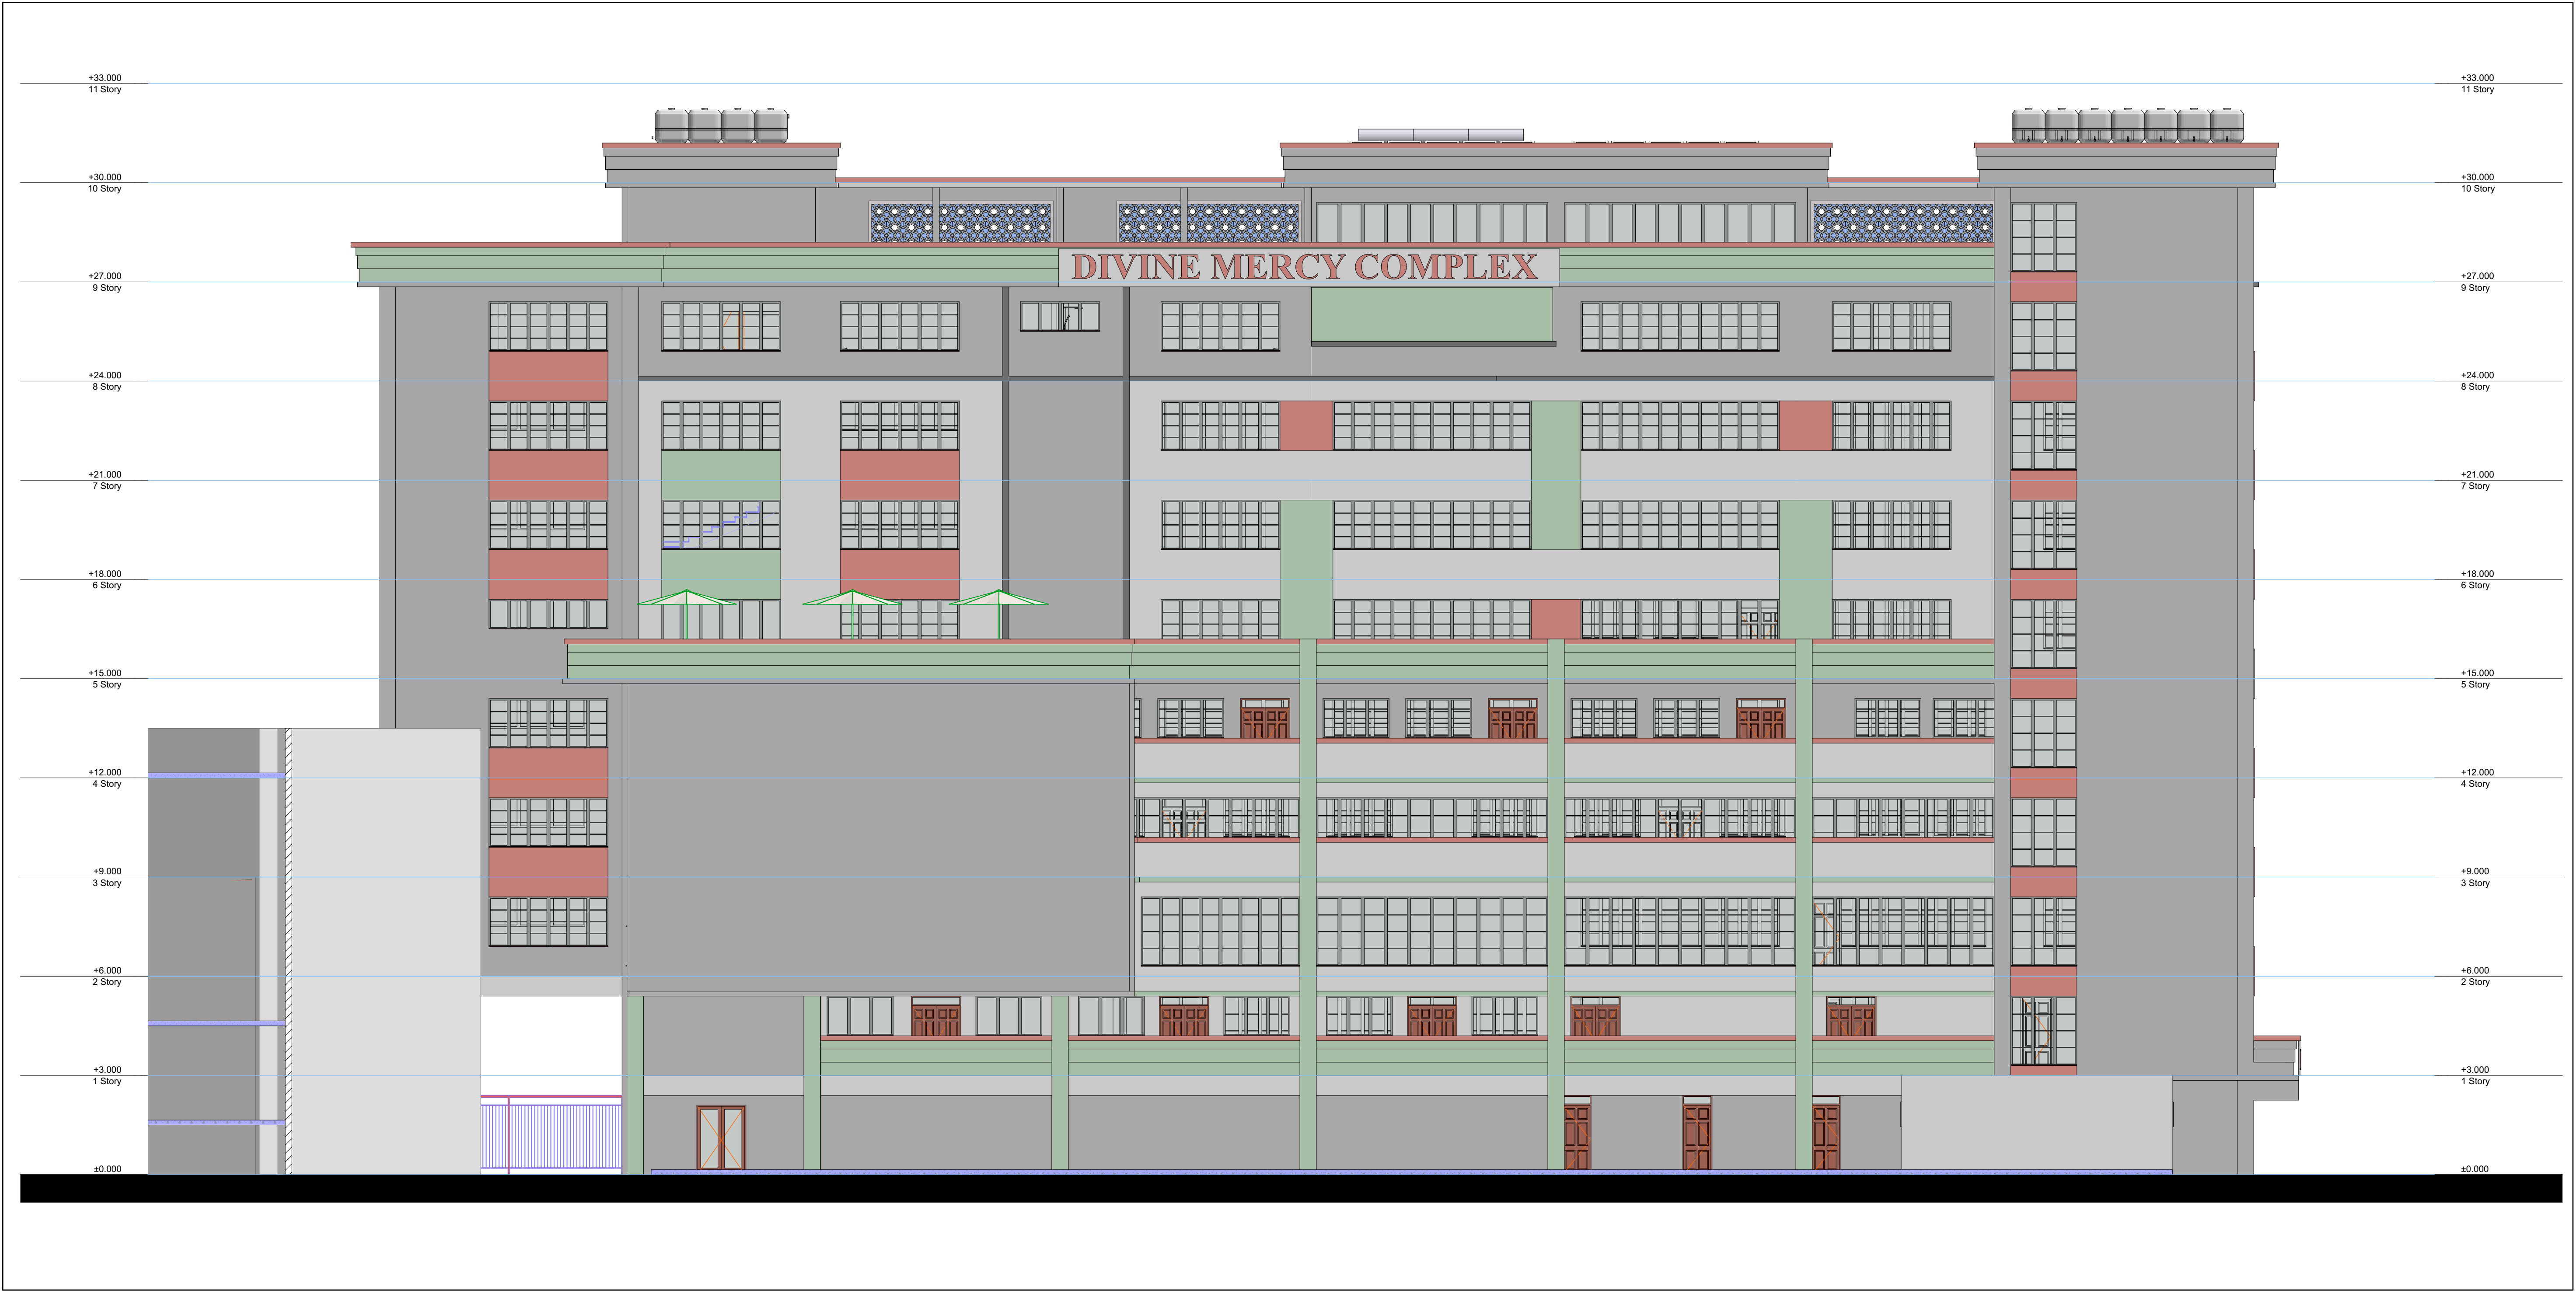 +33.000
11 Story
+33.000
11 Story
+30.000
10 Story
+30.000
10 Story
DIVINE MERCY COMPLEX
+27.000
9 Story
+27.000
9 Story
+24.000
8 Story
+24.000
8 Story
+21.000
7 Story
+21.000
7 Story
+18.000
6 Story
+18.000
6 Story
+15.000
5 Story
+15.000
5 Story
+12.000
4 Story
+12.000
4 Story
+9.000
3 Story
+9.000
3 Story
+6.000
2 Story
+6.000
2 Story
+3.000
1 Story
+3.000
1 Story
±0.000
±0.000